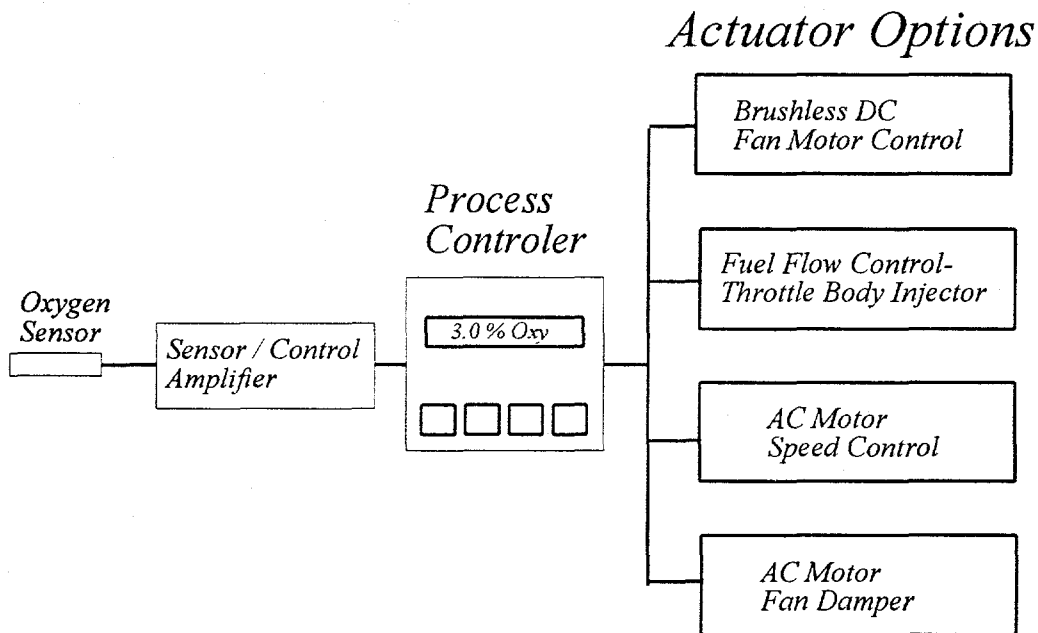 Actuator Options
Brushless DC
Fan Motor Control
Process
Controler
Fuel Flow Control-
Throttle Body Injector
Oxygen
Sensor
3.0 % Oxy
Sensor / Control
Amplifier
AC Motor
Speed Control
AC Motor
Fan Damper